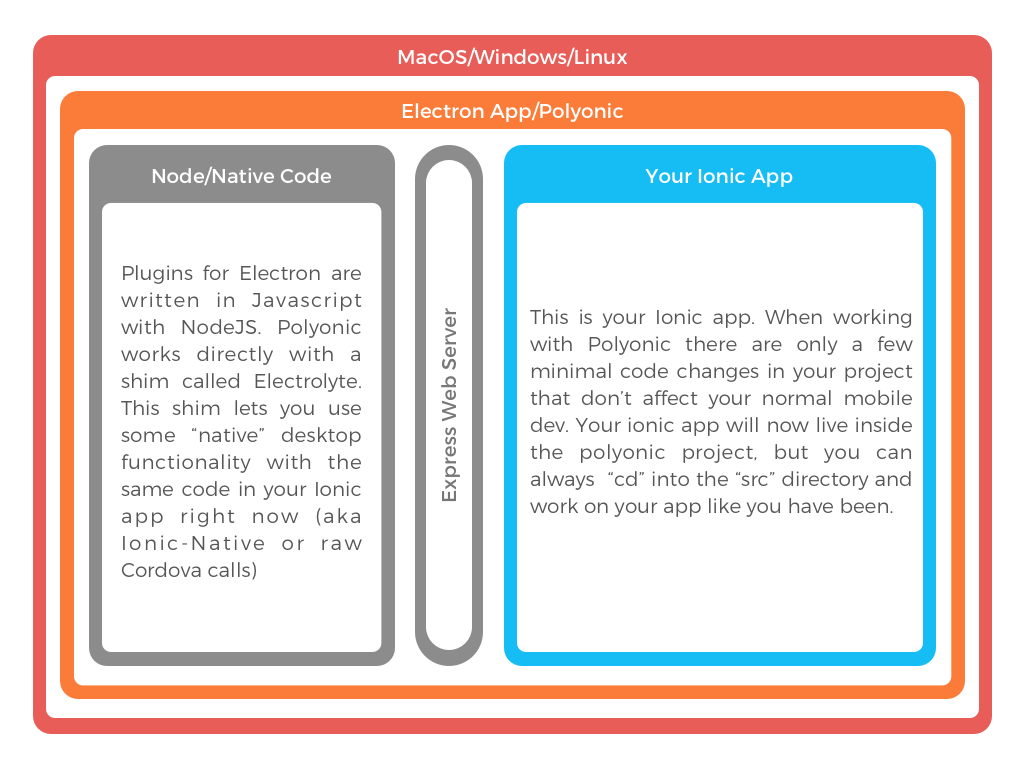 MacOS/Windows/Linux
Electron App/Polyonic
Node/Native Code
Plugins for Electron are
written in Javascript
with NodeJS. Polyonic
works directly with a
shim called Electrolyte.
This shim lets you use
some “native” desktop
functionality with the
same code in your Ionic
app right now (aka
Ionic-Native or raw
Cordova calls)
Express Web Server
Your Ionic App
This is your Ionic app. When working
with Polyonic there are only a few
minimal code changes in your project
that don’t affect your normal mobile
dev. Your ionic app will now live inside
the polyonic project, but you can
always “cd” into the “src” directory and
work on your app like you have been.